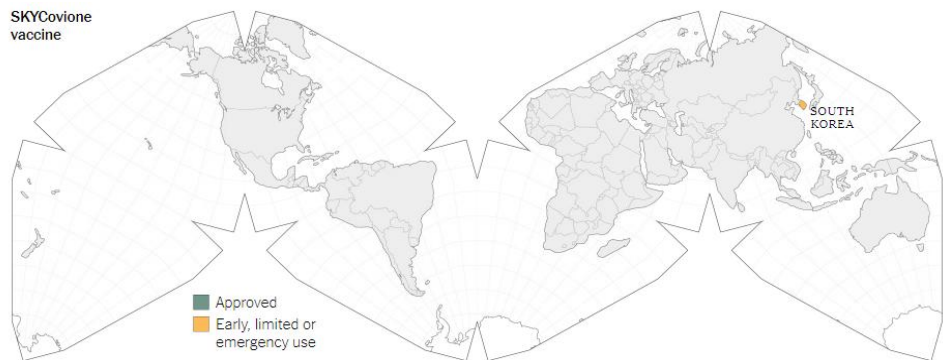 SKYCovione
vaccine
SOUTH
KOREA
Approved
Early, limited or
emergency use